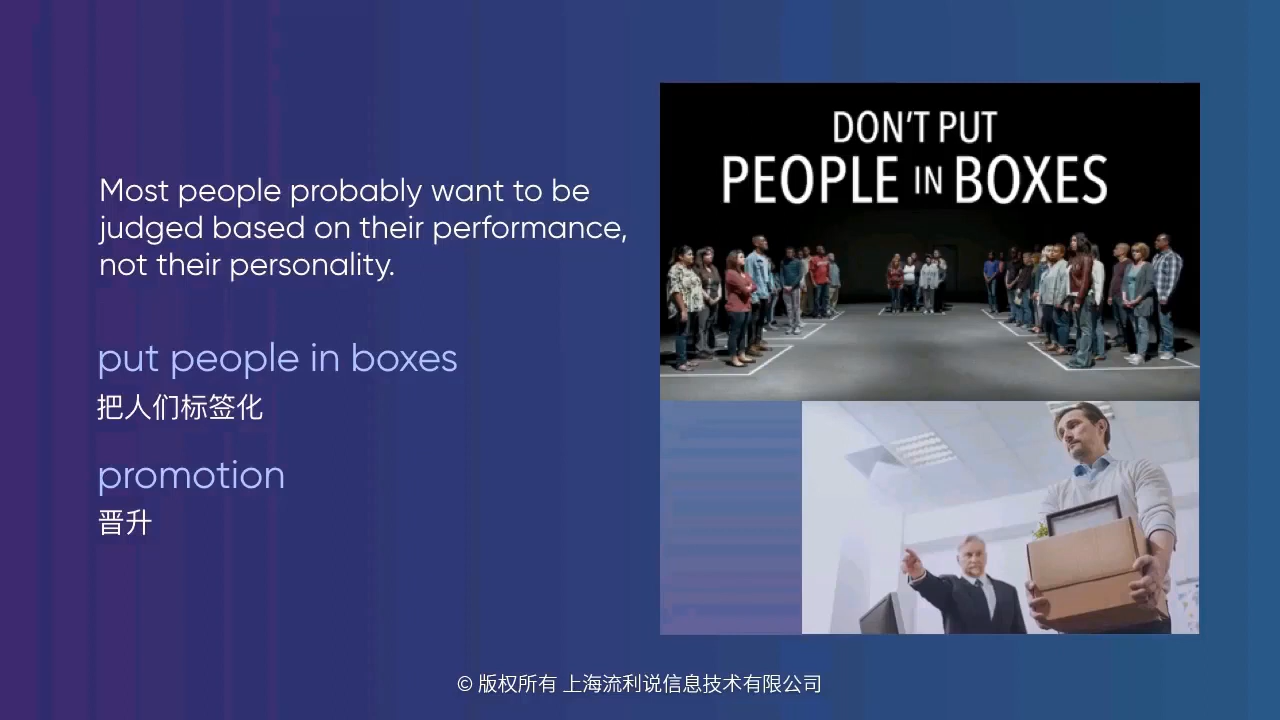 Most people probably want to be
judged based on their performance,
not their personality.
put people in boxes
把人们标签化
promotion
晋升
DON'T PUT
PEOPLE IN BOXES
© 版权所有 上海流利说信息技术有限公司